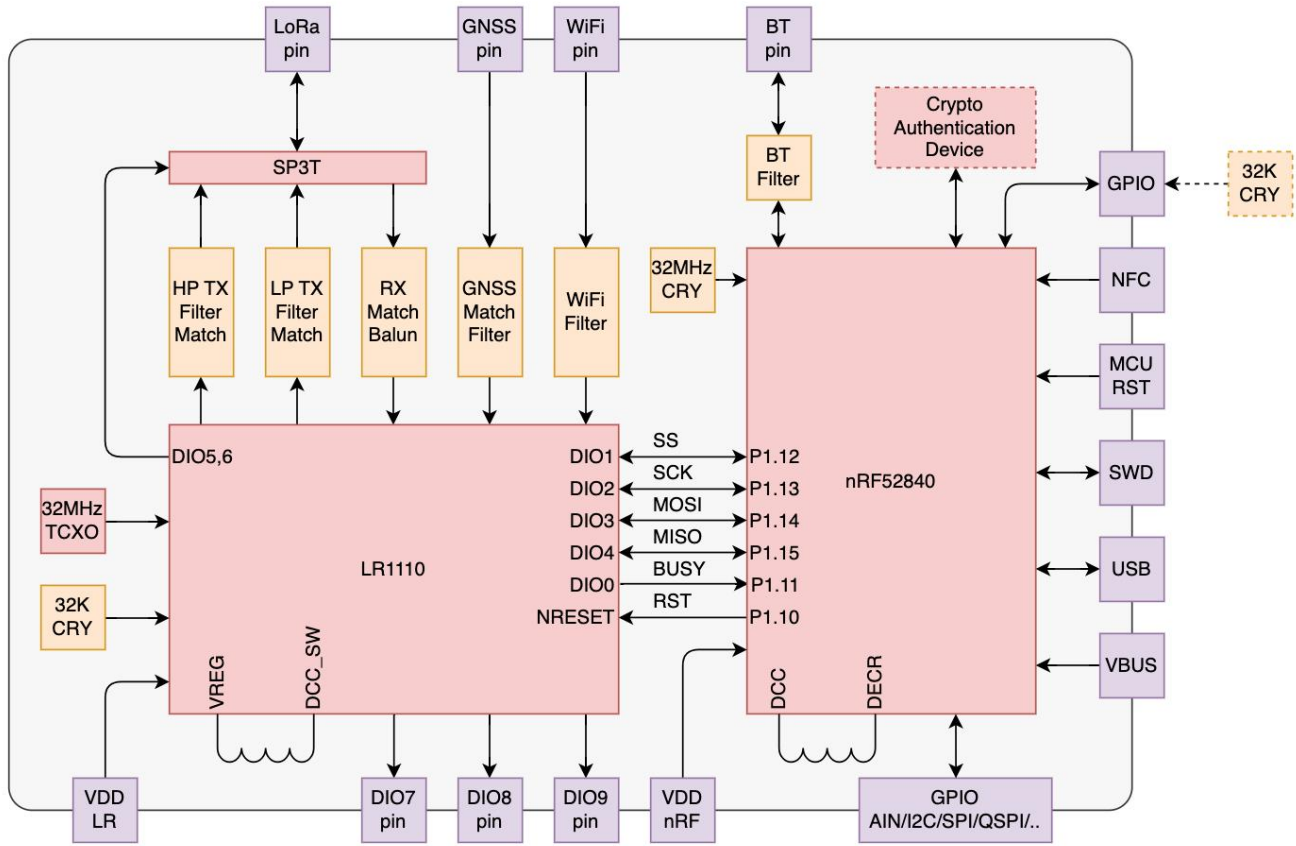 LoRa
pin
GNSS
pin
WiFi
pin
BT
pin
Crypto
Authentication
Device
SP3T
BT
Filter
GPIO
32K
CRY
HP TX
Filter
Match
LP TX
Filter
Match
RX
Match
Balun
GNSS
Match
Filter
WiFi
Filter
32MHz
CRY
NFC
MCU
RST
DIO5,6
DIO1
SS
P1.12
DIO2
SCK
P1.13
DIO3
MOSI
P1.14
DIO4
MISO
P1.15
DIO0
BUSY
P1.11
NRESET
RST
P1.10
nRF52840
SWD
32MHz
TCXO
LR1110
USB
32K
CRY
VREG
DCC_SW
DCC
DECR
VBUS
VDD
LR
DIO7
pin
DIO8
pin
DIO9
pin
VDD
nRF
GPIO
AIN/I2C/SPI/QSPI/..